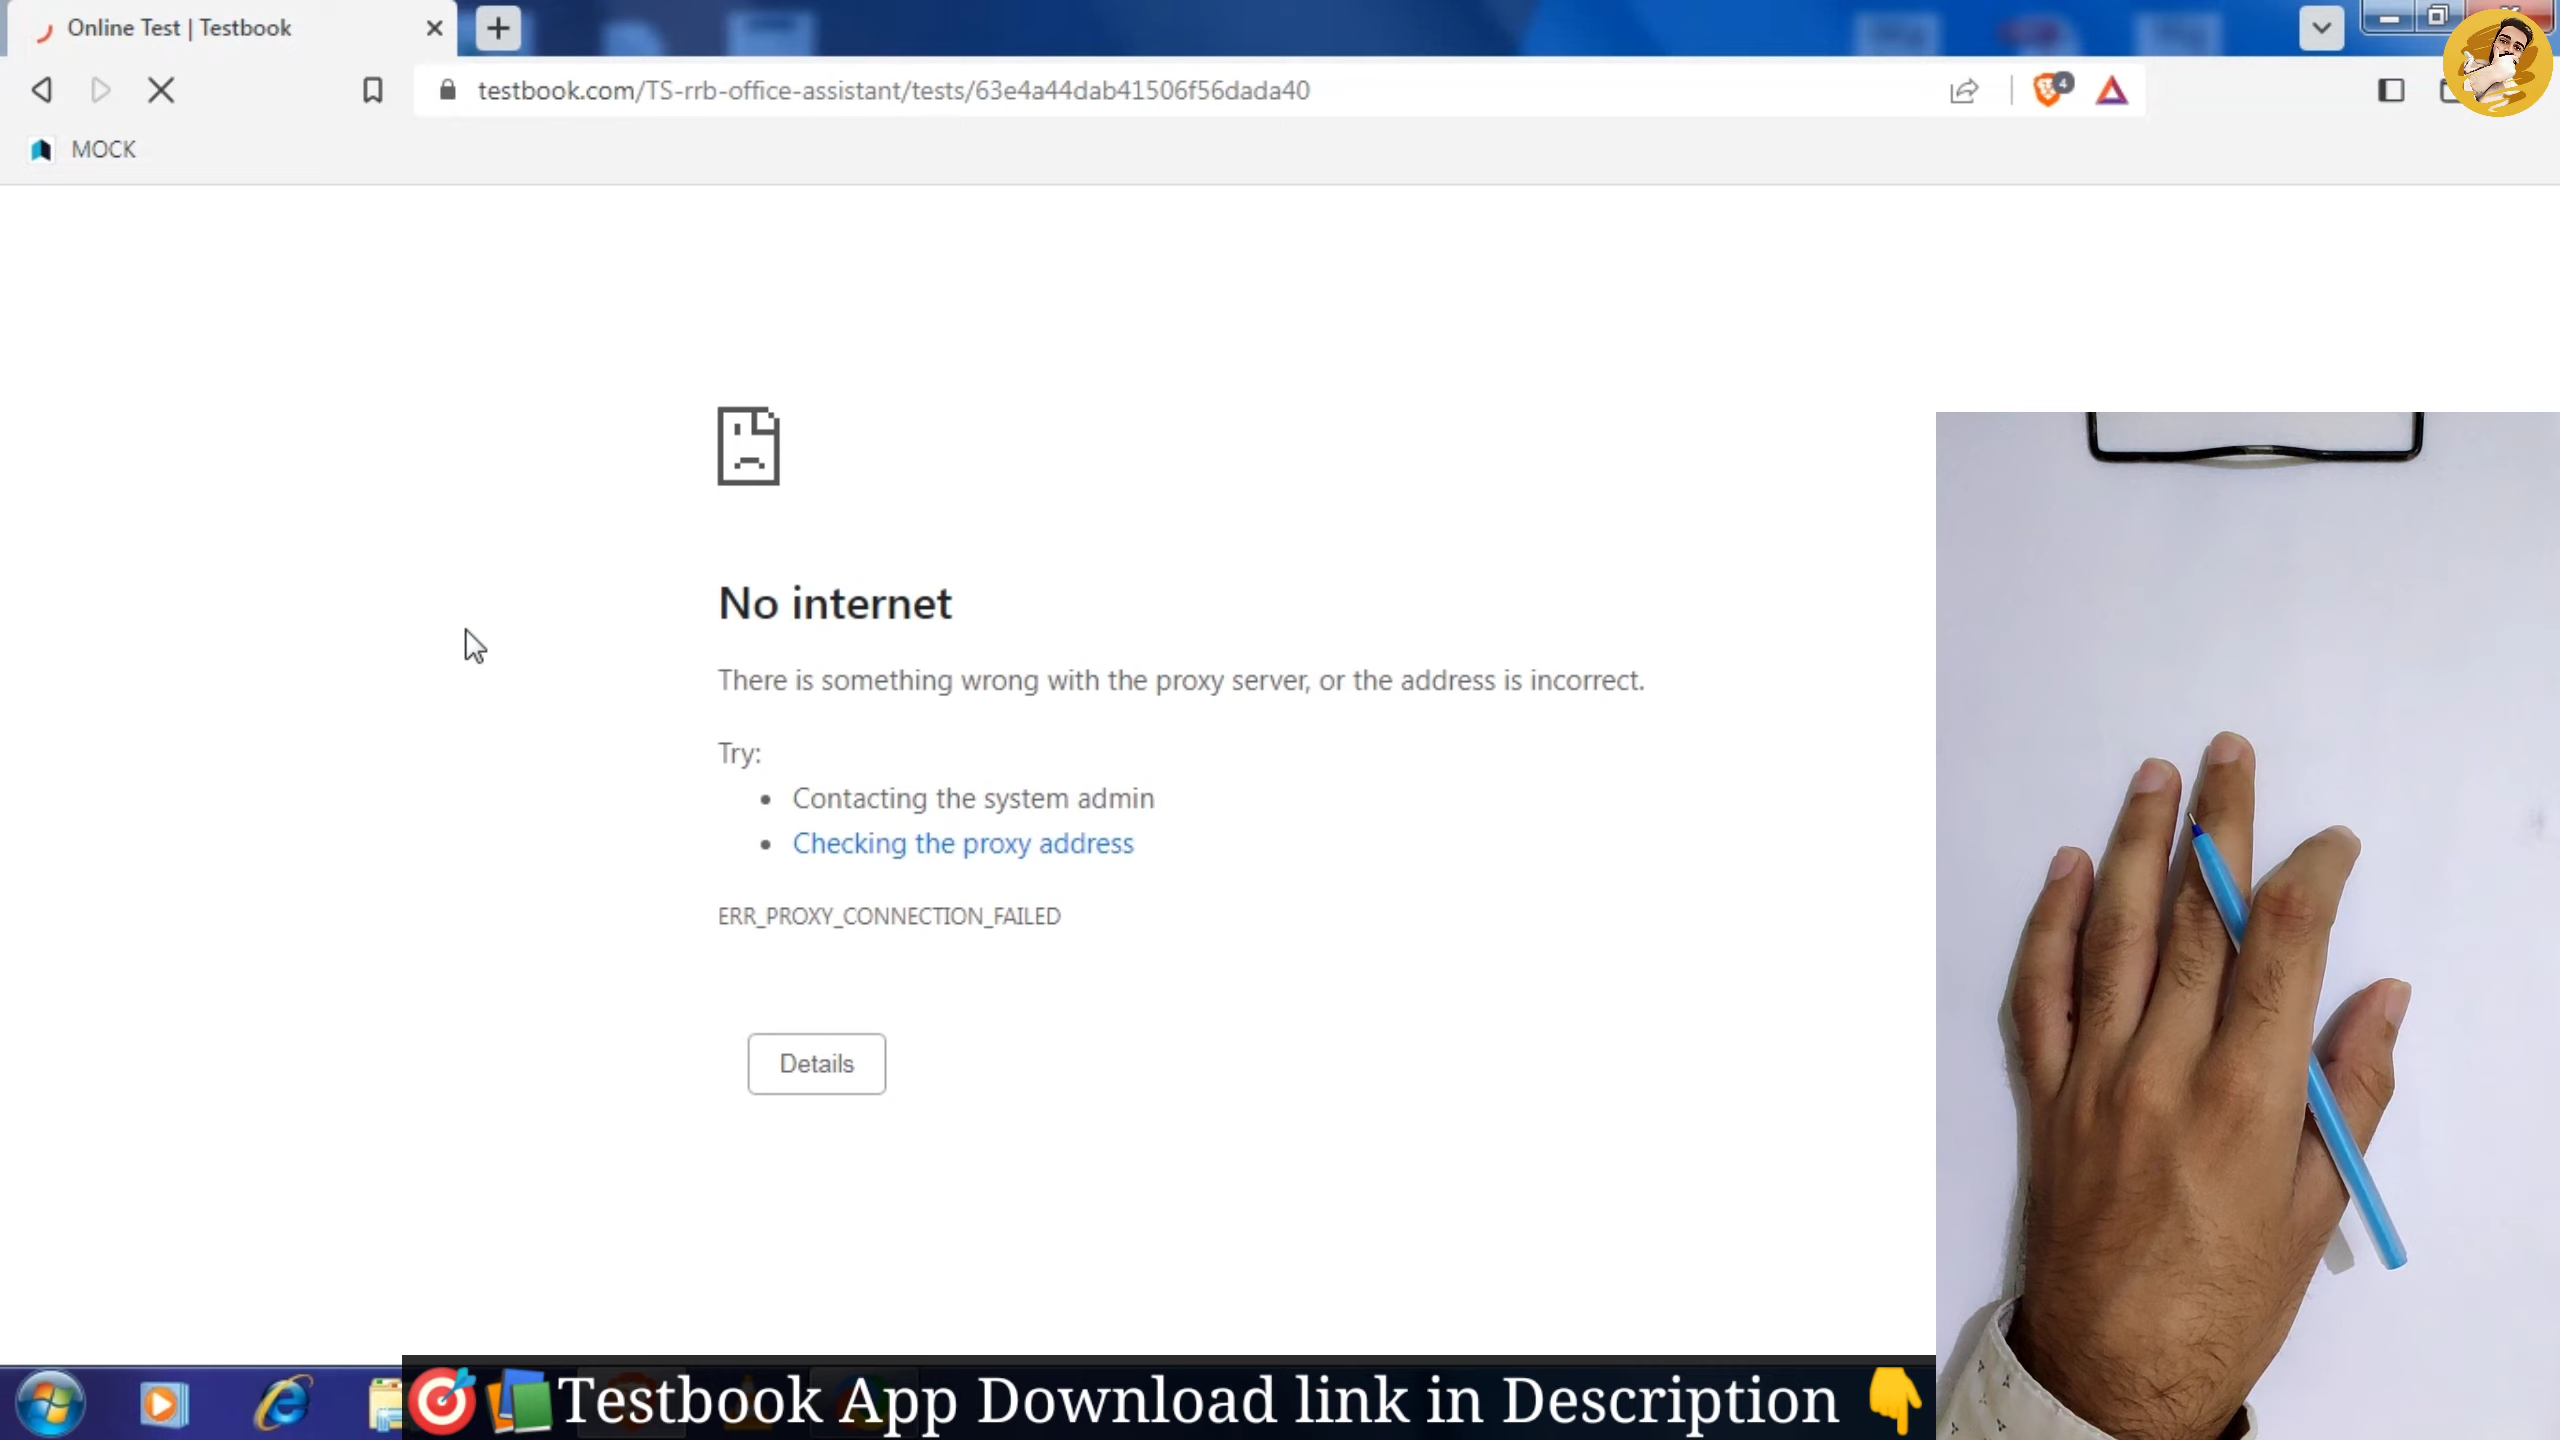 Online Test | Testbook
testbook.com/TS-rrb-office-assistant/tests/63e4a44dab41506f56dada40
4
MOCK
No internet
There is something wrong with the proxy server, or the address is incorrect.
Try:
• Contacting the system admin
• Checking the proxy address
ERR_PROXY_CONNECTION_FAILED
Details
🎯📚Testbook App Download link in Description 👇